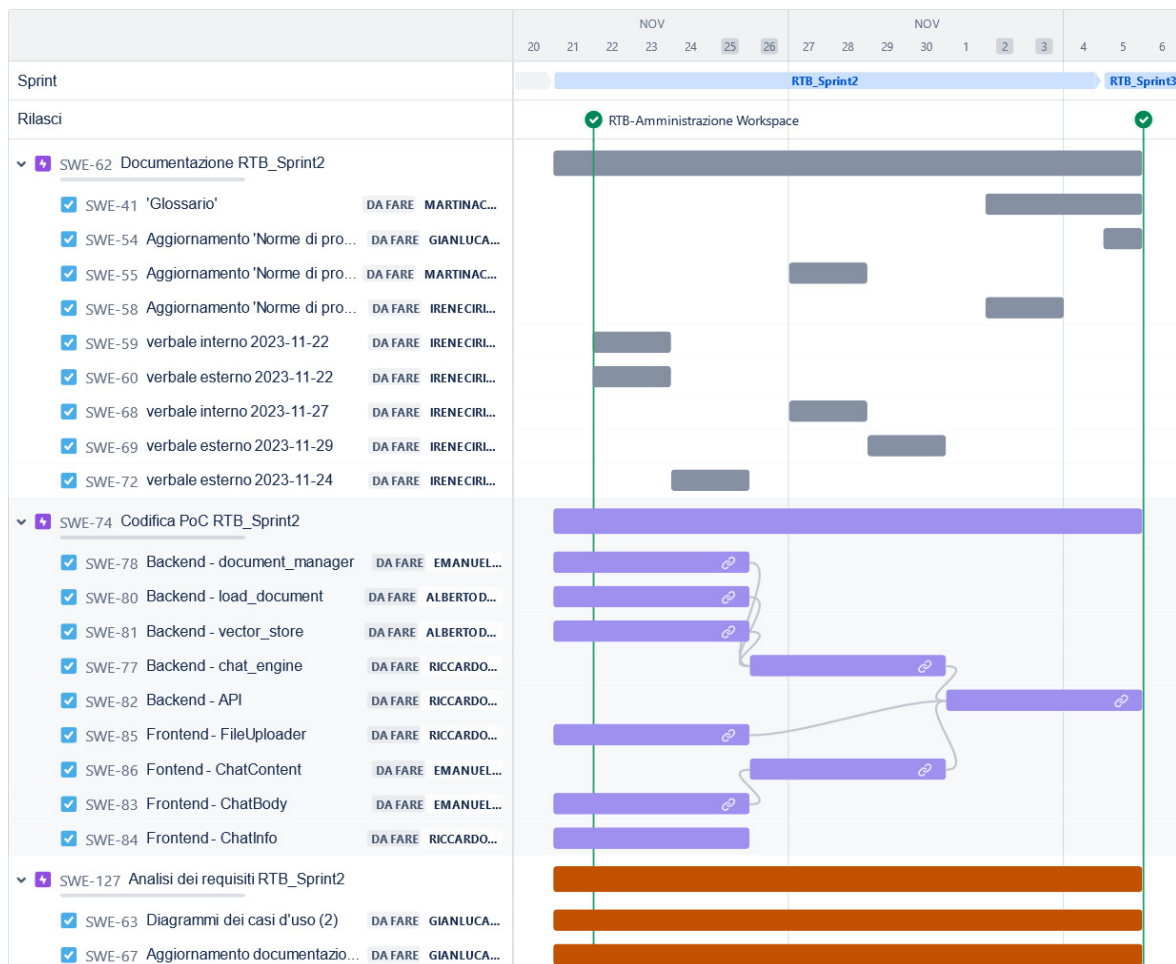 NOV NOV
20 21 22 23 24 25 26 27 28 29 30 1 2 3 4 5 6
Sprint RTB_Sprint2 RTB_Sprint3
Rilasci RTB-Amministrazione Workspace
SWE-62 Documentazione RTB_Sprint2
SWE-41 'Glossario' DA FARE MARTINAC...
SWE-54 Aggiornamento 'Norme di pro... DA FARE GIANLUCA...
SWE-55 Aggiornamento 'Norme di pro... DA FARE MARTINAC...
SWE-58 Aggiornamento 'Norme di pro... DA FARE IRENECIRI...
SWE-59 verbale interno 2023-11-22 DA FARE IRENECIRI...
SWE-60 verbale esterno 2023-11-22 DA FARE IRENECIRI...
SWE-68 verbale interno 2023-11-27 DA FARE IRENECIRI...
SWE-69 verbale esterno 2023-11-29 DA FARE IRENECIRI...
SWE-72 verbale esterno 2023-11-24 DA FARE IRENECIRI...
SWE-74 Codifica PoC RTB_Sprint2
SWE-78 Backend - document_manager DA FARE EMANUEL...
SWE-80 Backend - load_document DA FARE ALBERTO D...
SWE-81 Backend - vector_store DA FARE ALBERTO D...
SWE-77 Backend - chat_engine DA FARE RICCARDO...
SWE-82 Backend - API DA FARE RICCARDO...
SWE-85 Frontend - FileUploader DA FARE RICCARDO...
SWE-86 Fontend - ChatContent DA FARE EMANUEL...
SWE-83 Frontend - ChatBody DA FARE EMANUEL...
SWE-84 Frontend - ChatInfo DA FARE RICCARDO...
SWE-127 Analisi dei requisiti RTB_Sprint2
SWE-63 Diagrammi dei casi d'uso (2) DA FARE GIANLUCA...
SWE-67 Aggiornamento documentazio... DA FARE GIANLUCA...